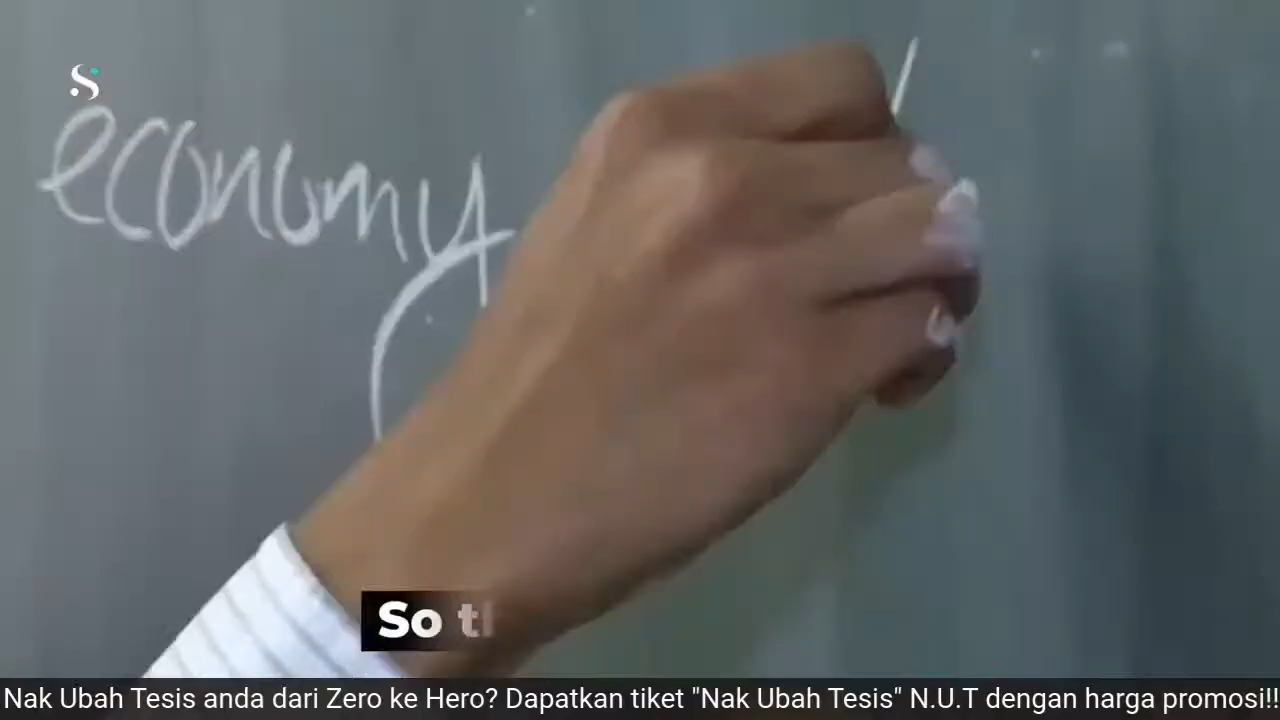 economy
So
Nak Ubah Tesis anda dari Zero ke Hero? Dapatkan tiket "Nak Ubah Tesis" N.U.T dengan harga promosi!!